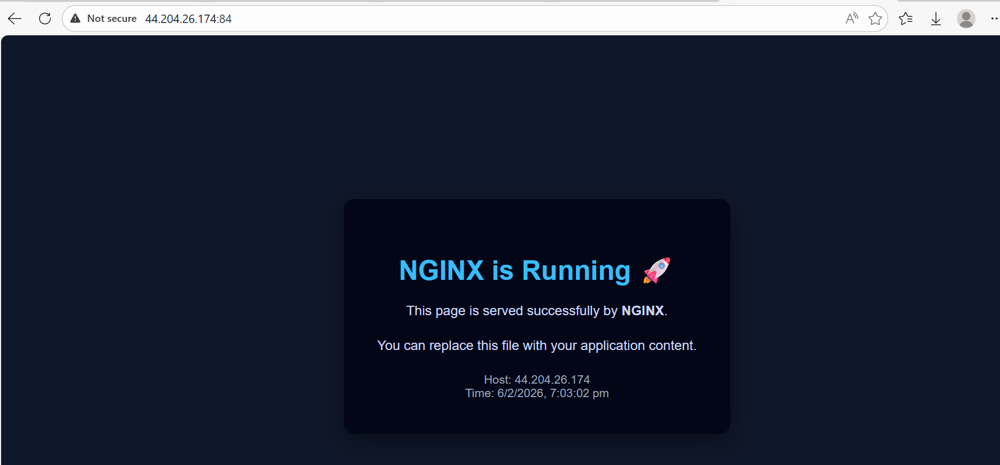 Not secure 44.204.26.174:84
NGINX is Running 🚀
This page is served successfully by NGINX.
You can replace this file with your application content.
Host: 44.204.26.174
Time: 6/2/2026, 7:03:02 pm